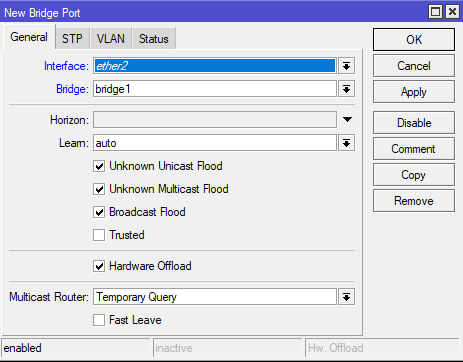 New Bridge Port
General STP VLAN Status
OK
Interface: ether2
Cancel
Bridge: bridge1
Apply
Horizon:
Disable
Learn: auto
Comment
Unknown Unicast Flood
Copy
Unknown Multicast Flood
Remove
Broadcast Flood
Trusted
Hardware Offload
Multicast Router: Temporary Query
Fast Leave
enabled inactive Hw. Offload